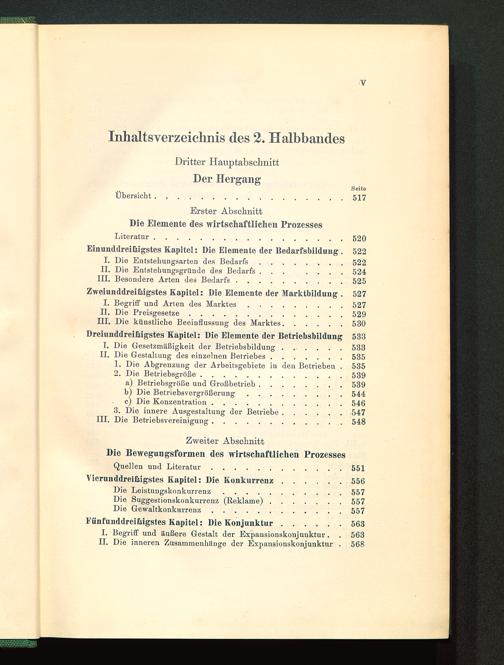 V
Inhaltsverzeichnis des 2. Halbbandes
Dritter Hauptabschnitt
Der Hergang
Seite
Übersicht . . . . . . . . . . . . . . . . . 517
Erster Abschnitt
Die Elemente des wirtschaftlichen Prozesses
Literatur . . . . . . . . . . . . . . . . . 520
Einunddreißigstes Kapitel: Die Elemente der Bedarfsbildung . 522
I. Die Entstehungsarten des Bedarfs . . . . . . . . 522
II. Die Entstehungsgründe des Bedarfs . . . . . . . . 524
III. Besondere Arten des Bedarfs . . . . . . . . . . 525
Zweiunddreißigstes Kapitel: Die Elemente der Marktbildung . 527
I. Begriff und Arten des Marktes . . . . . . . . . 527
II. Die Preisgesetze . . . . . . . . . . . . . . 529
III. Die künstliche Beeinflussung des Marktes . . . . . . 530
Dreiunddreißigstes Kapitel: Die Elemente der Betriebsbildung 533
I. Die Gesetzmäßigkeit der Betriebsbildung . . . . . . 533
II. Die Gestaltung des einzelnen Betriebes . . . . . . . 535
1. Die Abgrenzung der Arbeitsgebiete in den Betrieben . 535
2. Die Betriebsgröße . . . . . . . . . . . . . 539
a) Betriebsgröße und Großbetrieb . . . . . . . . 539
b) Die Betriebsvergrößerung . . . . . . . . . 544
c) Die Konzentration . . . . . . . . . . . . 546
3. Die innere Ausgestaltung der Betriebe . . . . . . 547
III. Die Betriebsvereinigung . . . . . . . . . . . . 548
Zweiter Abschnitt
Die Bewegungsformen des wirtschaftlichen Prozesses
Quellen und Literatur . . . . . . . . . . . . 551
Vierunddreißigstes Kapitel: Die Konkurrenz . . . . . . 556
Die Leistungskonkurrenz . . . . . . . . . . . . 557
Die Suggestionskonkurrenz (Reklame) . . . . . . . 557
Die Gewaltkonkurrenz . . . . . . . . . . . . 557
Fünfunddreißigstes Kapitel: Die Konjunktur . . . . . . 563
I. Begriff und äußere Gestalt der Expansionskonjunktur . . 563
II. Die inneren Zusammenhänge der Expansionskonjunktur . 568